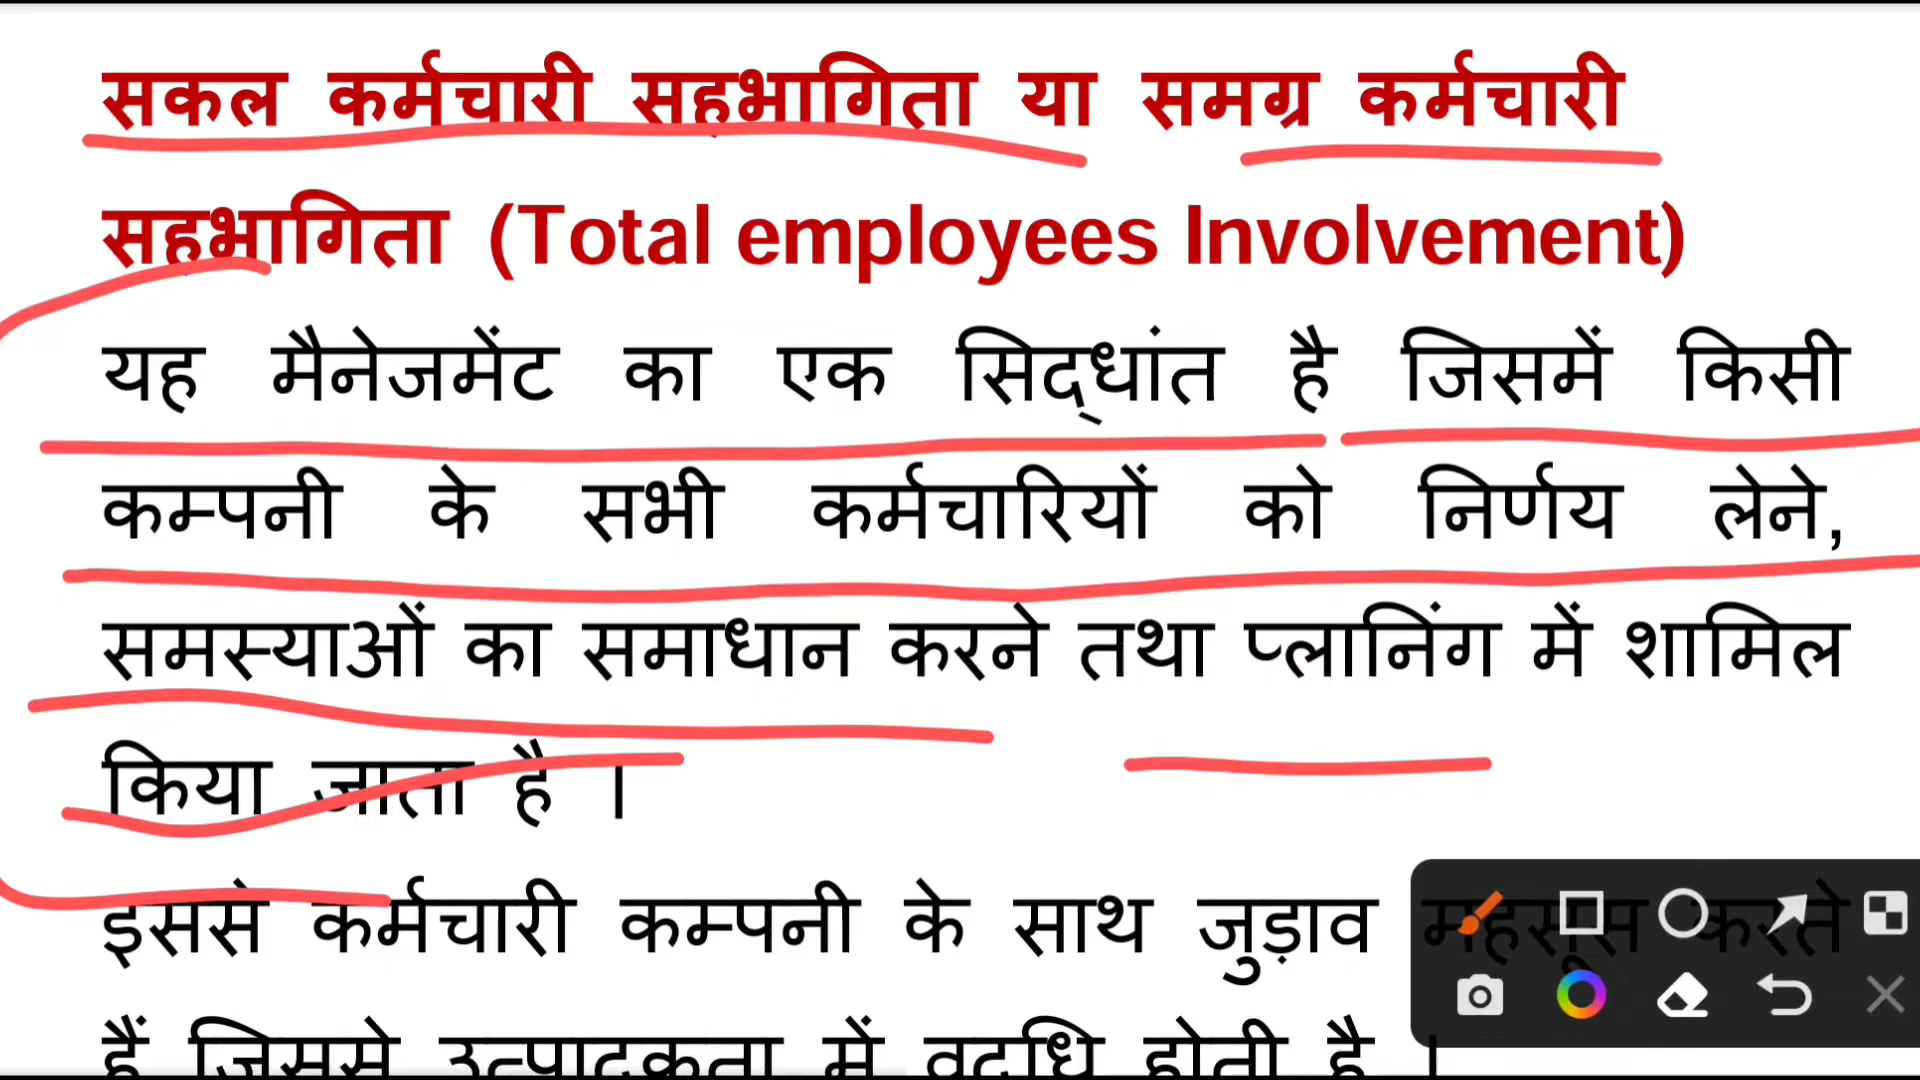 सकल कर्मचारी सहभागिता या समग्र कर्मचारी
सहभागिता (Total employees Involvement)
यह मैनेजमेंट का एक सिद्धांत है जिसमें किसी
कम्पनी के सभी कर्मचारियों को निर्णय लेने,
समस्याओं का समाधान करने तथा प्लानिंग में शामिल
किया जाता है ।
इससे कर्मचारी कम्पनी के साथ जुड़ाव महसूस करते
हैं जिससे उत्पादकता में वृद्धि होती है ।